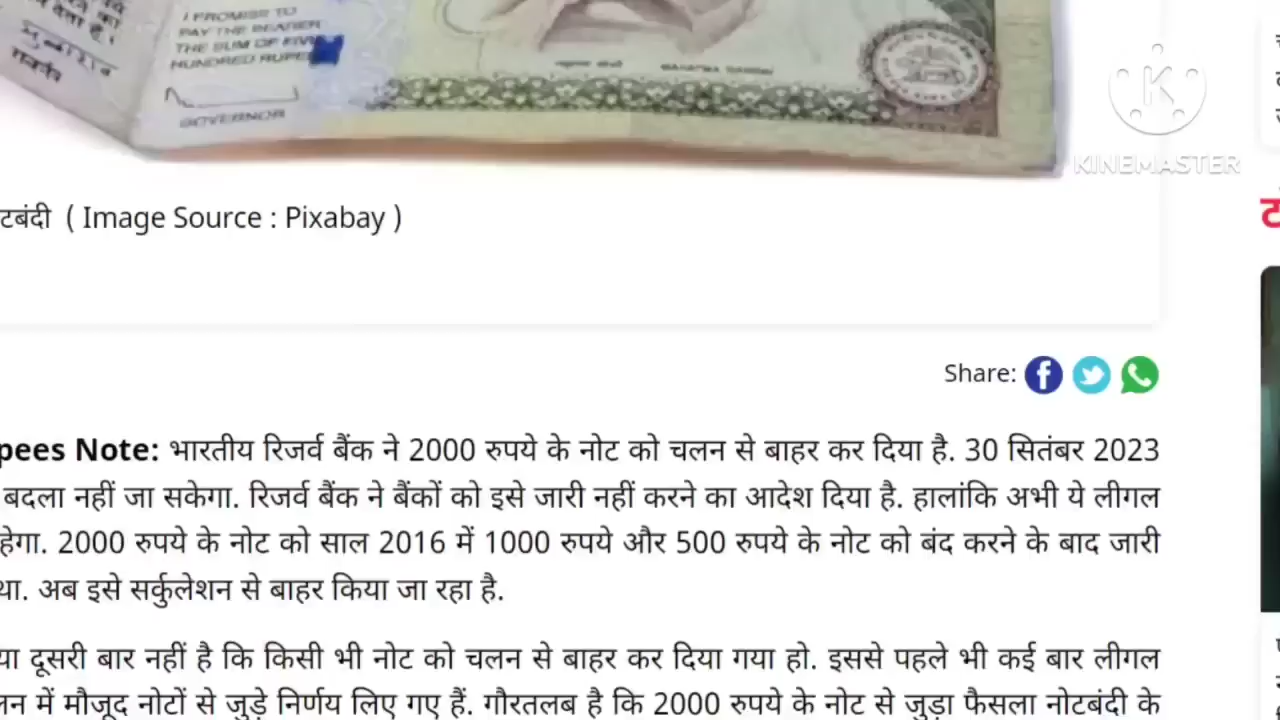 I PROMISE TO
PAY THE BEARER
THE SUM OF FIVE
HUNDRED RUPEES
GOVERNOR
K
KINEMASTER
टबंदी ( Image Source : Pixabay )
Share:
pees Note: भारतीय रिजर्व बैंक ने 2000 रुपये के नोट को चलन से बाहर कर दिया है. 30 सितंबर 2023
बदला नहीं जा सकेगा. रिजर्व बैंक ने बैंकों को इसे जारी नहीं करने का आदेश दिया है. हालांकि अभी ये लीगल
हेगा. 2000 रुपये के नोट को साल 2016 में 1000 रुपये और 500 रुपये के नोट को बंद करने के बाद जारी
था. अब इसे सर्कुलेशन से बाहर किया जा रहा है.
या दूसरी बार नहीं है कि किसी भी नोट को चलन से बाहर कर दिया गया हो. इससे पहले भी कई बार लीगल
लन में मौजूद नोटों से जुड़े निर्णय लिए गए हैं. गौरतलब है कि 2000 रुपये के नोट से जुड़ा फैसला नोटबंदी के